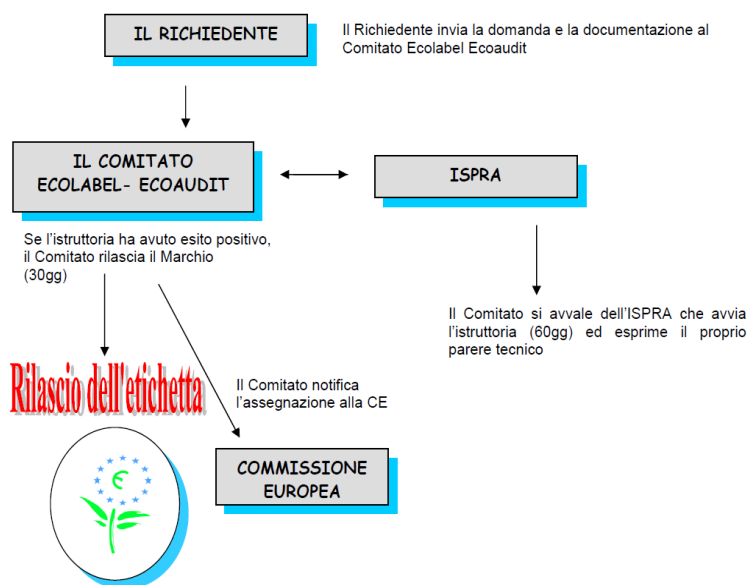 IL RICHIEDENTE
Il Richiedente invia la domanda e la documentazione al
Comitato Ecolabel Ecoaudit
IL COMITATO
ECOLABEL- ECOAUDIT
ISPRA
Se l'istruttoria ha avuto esito positivo,
il Comitato rilascia il Marchio
(30gg)
Il Comitato si avvale dell'ISPRA che avvia
l'istruttoria (60gg) ed esprime il proprio
parere tecnico
Rilascio dell'etichetta
Il Comitato notifica
l'assegnazione alla CE
COMMISSIONE
EUROPEA